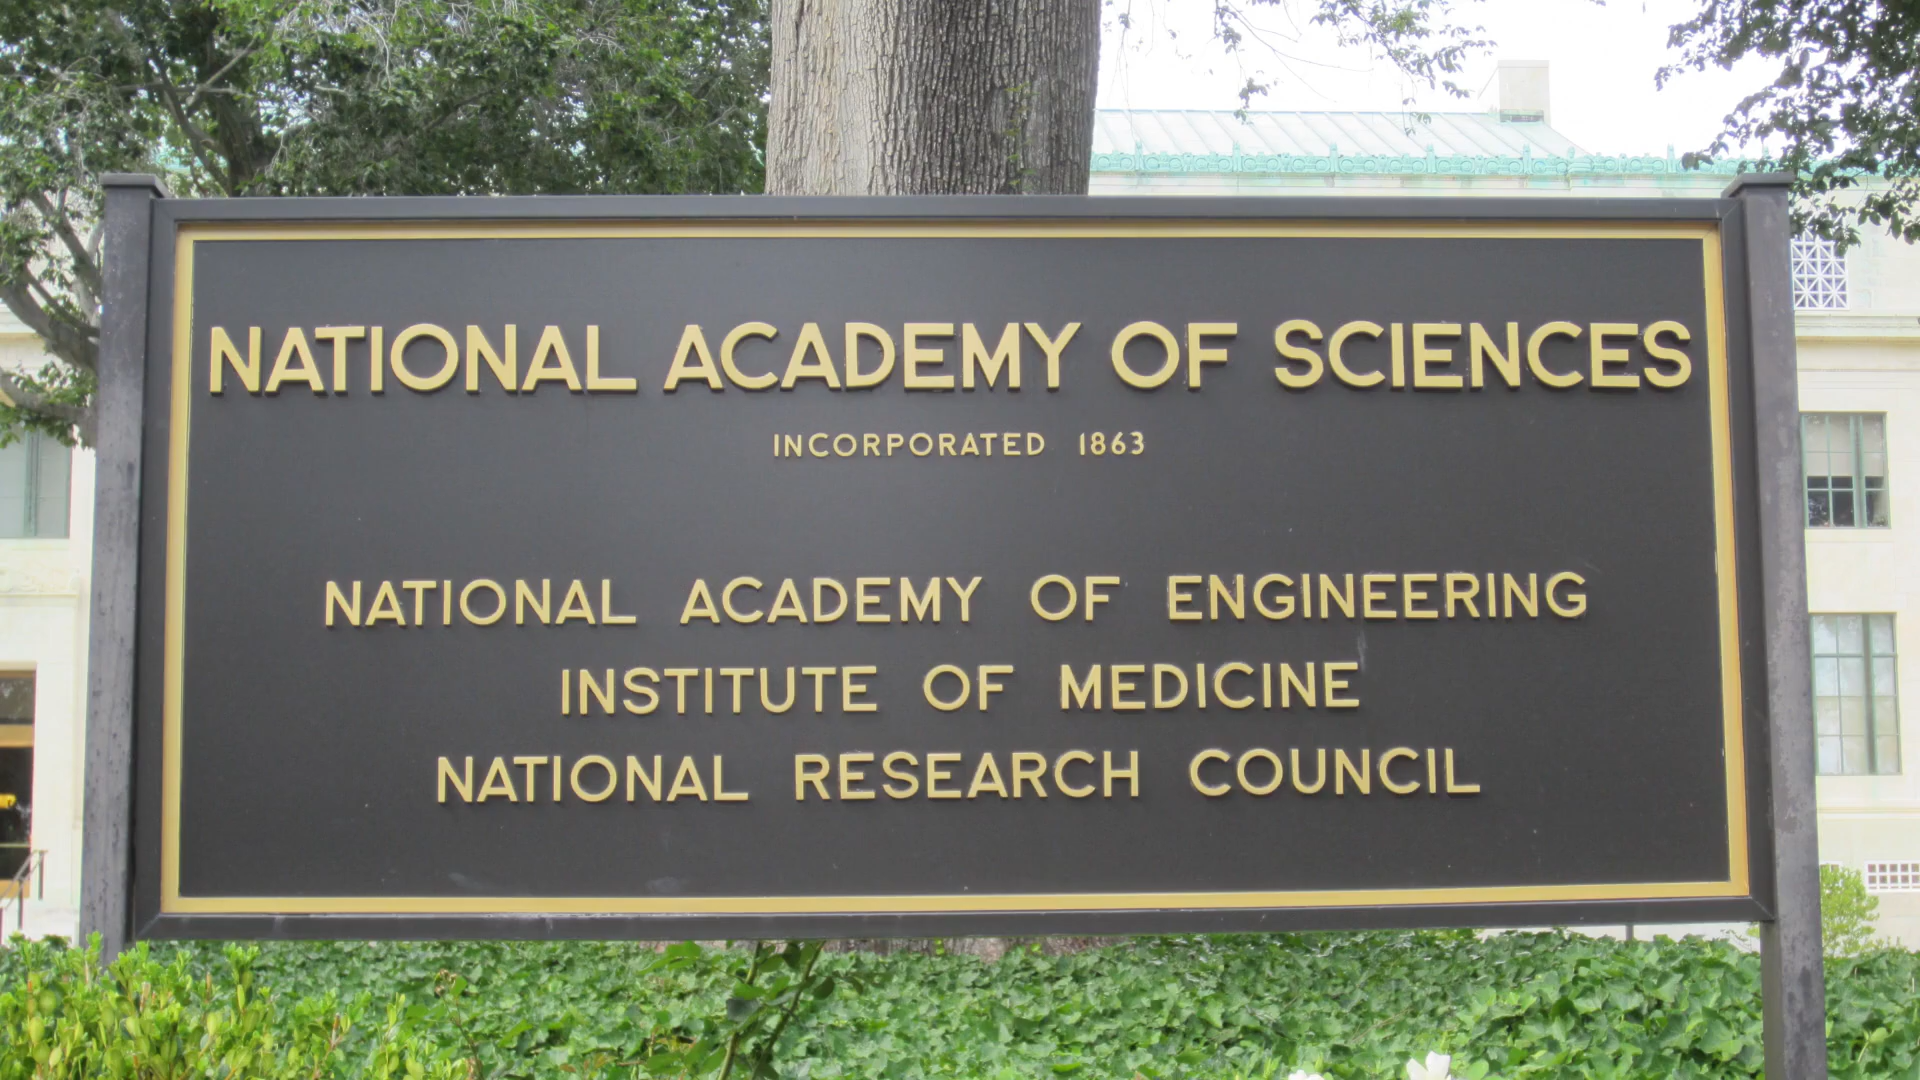 NATIONAL ACADEMY OF SCIENCES
INCORPORATED 1863
NATIONAL ACADEMY OF ENGINEERING
INSTITUTE OF MEDICINE
NATIONAL RESEARCH COUNCIL